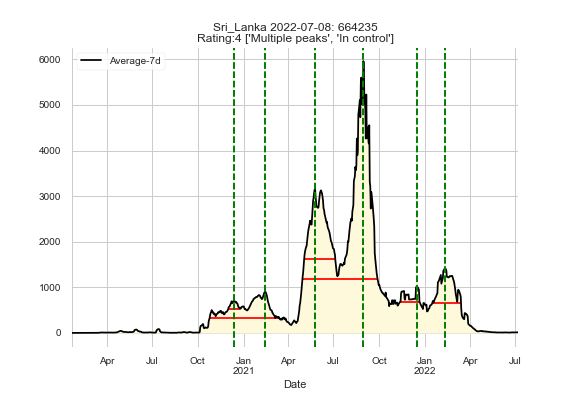 Sri_Lanka 2022-07-08: 664235
Rating:4 ['Multiple peaks', 'In control']
Average-7d
6000
5000
4000
3000
2000
1000
0
Apr Jul Oct Jan Apr Jul Oct Jan Apr Jul
2021 2022
Date